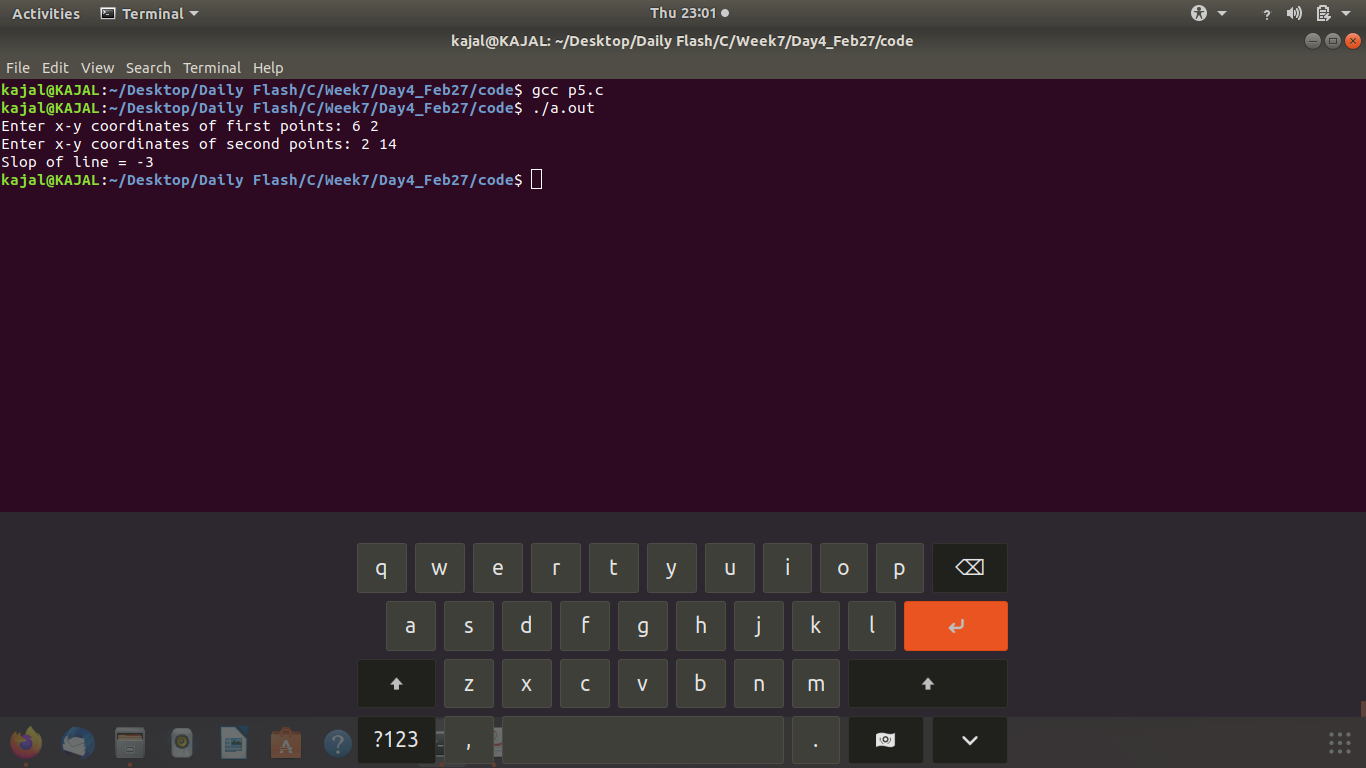 Activities Terminal Thu 23:01
kajal@KAJAL: ~/Desktop/Daily Flash/C/Week7/Day4_Feb27/code
File Edit View Search Terminal Help
kajal@KAJAL:~/Desktop/Daily Flash/C/Week7/Day4_Feb27/code$ gcc p5.c
kajal@KAJAL:~/Desktop/Daily Flash/C/Week7/Day4_Feb27/code$ ./a.out
Enter x-y coordinates of first points: 6 2
Enter x-y coordinates of second points: 2 14
Slop of line = -3
kajal@KAJAL:~/Desktop/Daily Flash/C/Week7/Day4_Feb27/code$
q w e r t y u i o p
a s d f g h j k l
z x c v b n m
?123 , .